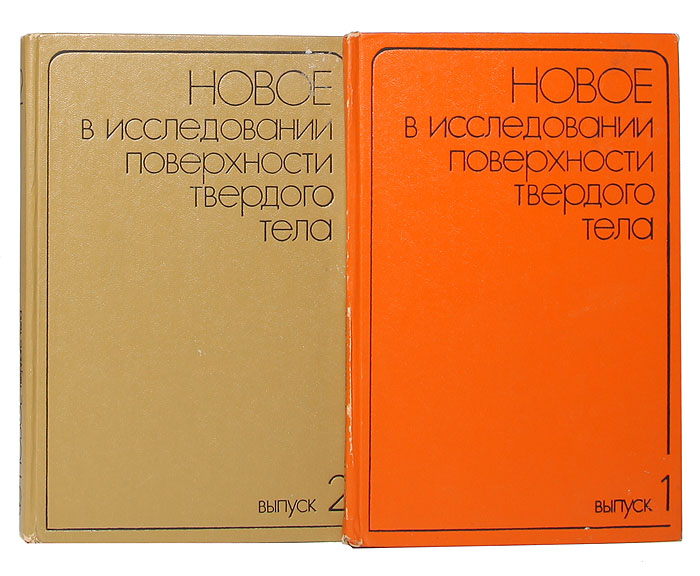 НОВОЕ
в исследовании
поверхности
твердого
тела
выпуск 2
НОВОЕ
в исследовании
поверхности
твердого
тела
выпуск 1